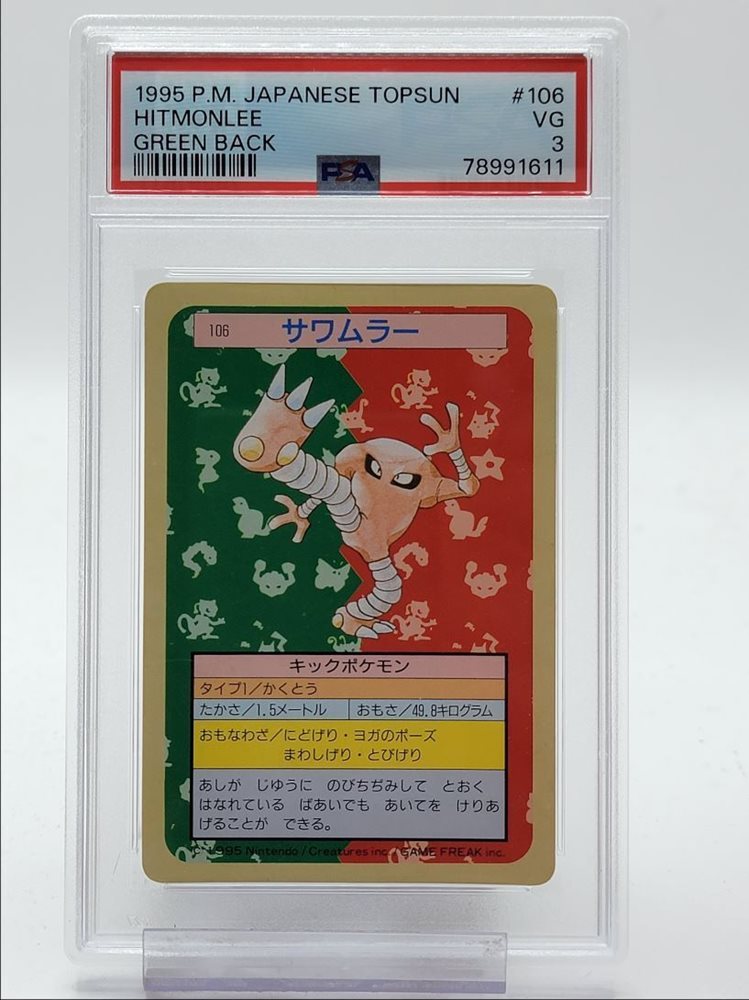 1995 P.M. JAPANESE TOPSUN #106
HITMONLEE VG
GREEN BACK 3
PSA 78991611
106 サワムラー
キックポケモン
タイプ1/かくとう
たかさ/1.5メートル おもさ/49.8キログラム
おもなわざ/にどげり・ヨガのポーズ
まわしげり・とびげり
あしが じゆうに のびちぢみして とおく
はなれている ばあいでも あいてを けりあ
げることが できる。
© 1995 Nintendo / Creatures inc. / GAME FREAK inc.